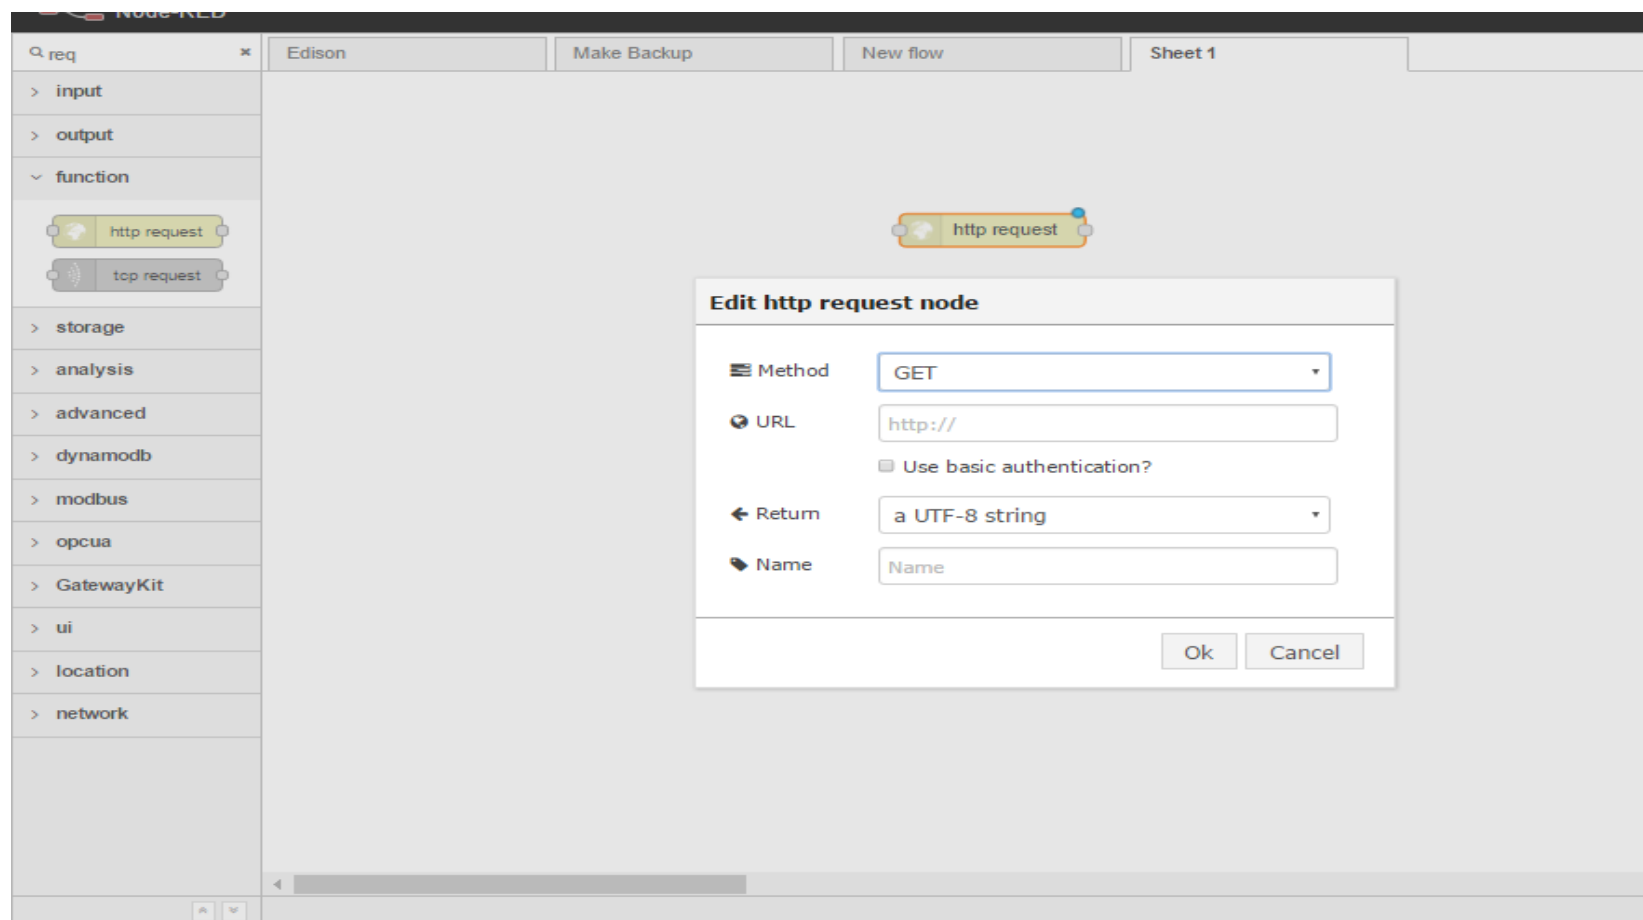 Node-RED
req
Edison
Make Backup
New flow
Sheet 1
input
output
function
http request
tcp request
storage
analysis
advanced
dynamodb
modbus
opcua
GatewayKit
ui
location
network
http request
Edit http request node
Method
GET
URL
http://
Use basic authentication?
Return
a UTF-8 string
Name
Name
Ok
Cancel